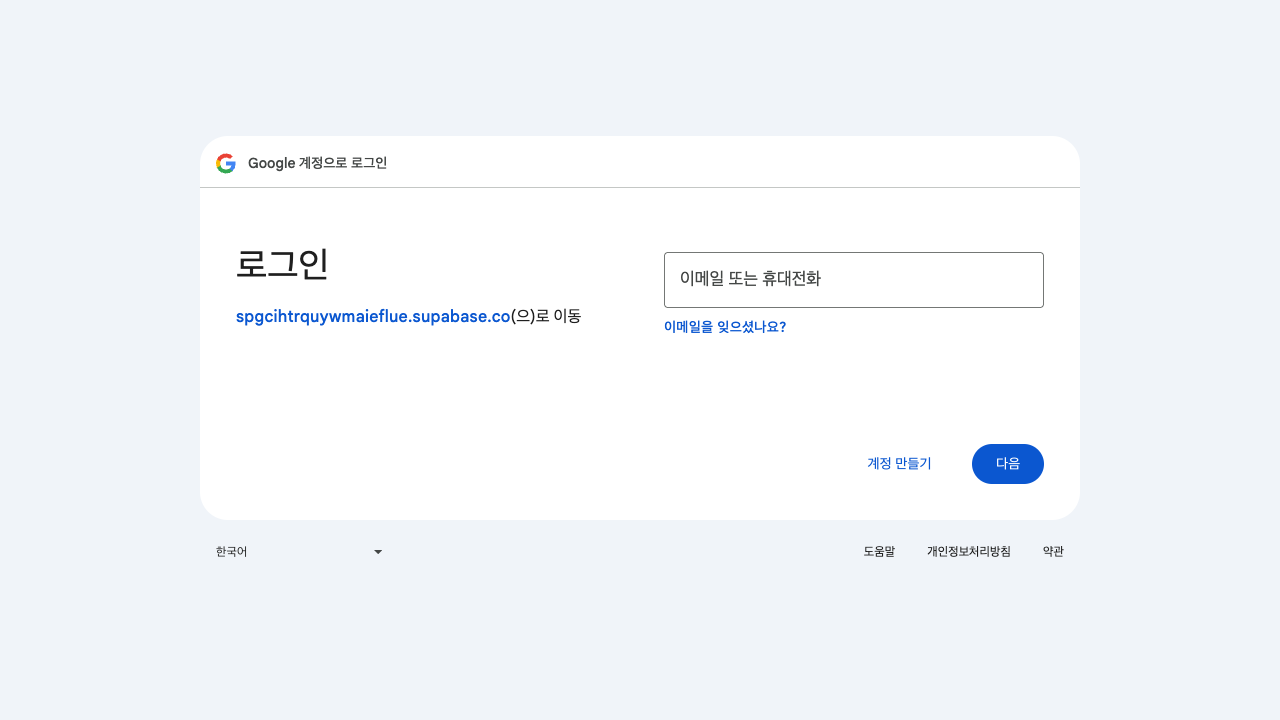 Google 계정으로 로그인
로그인
spgcihtrquywmaieflue.supabase.co(으)로 이동
이메일 또는 휴대전화
이메일을 잊으셨나요?
계정 만들기
다음
한국어
도움말
개인정보처리방침
약관